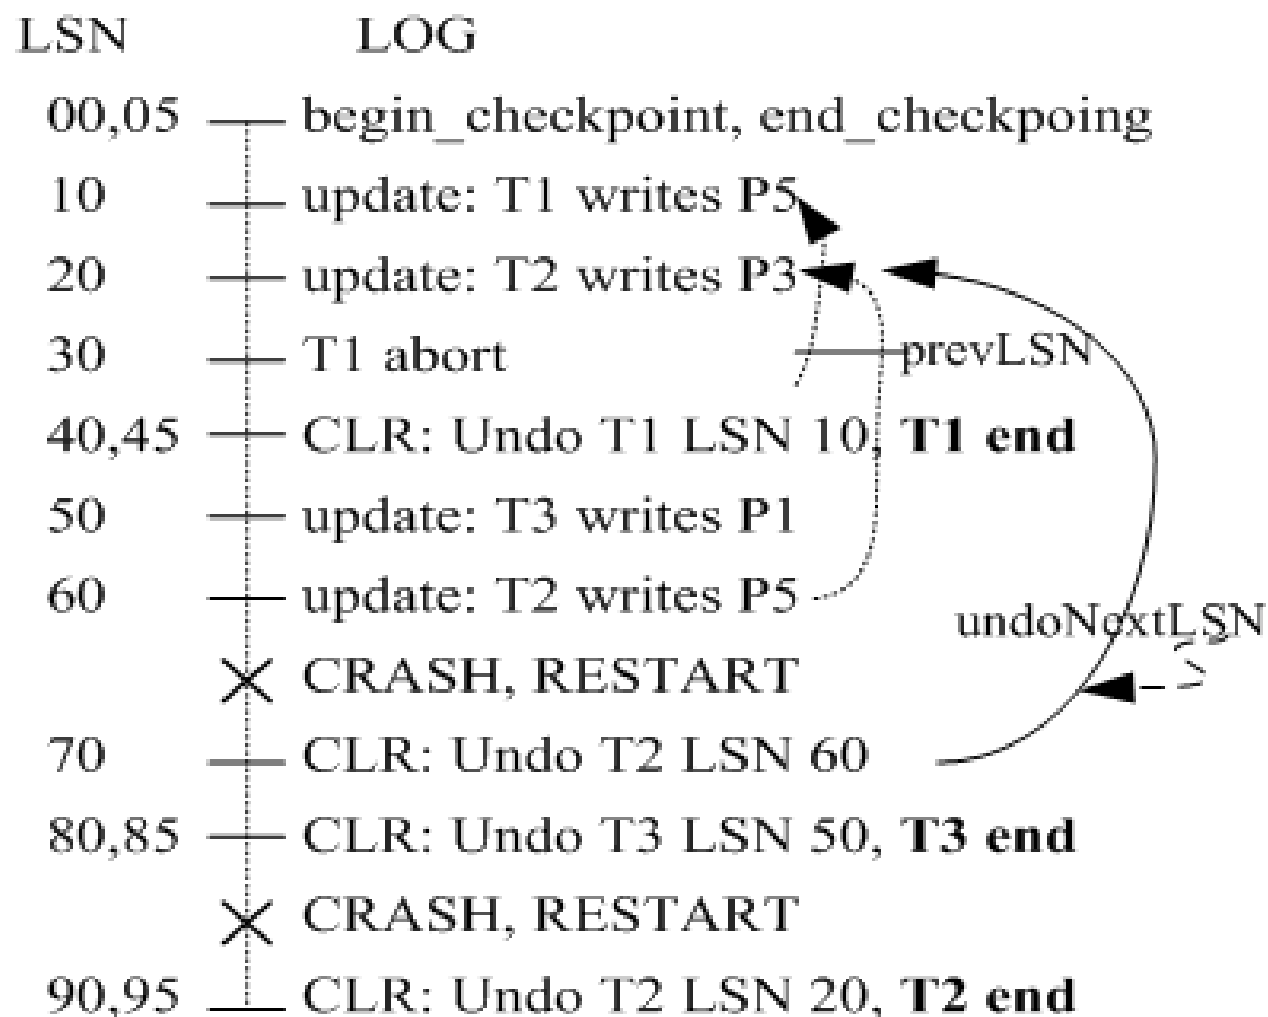 LSN LOG
00,05 begin_checkpoint, end_checkpoing
10 update: T1 writes P5
20 update: T2 writes P3
30 T1 abort prevLSN
40,45 CLR: Undo T1 LSN 10, T1 end
50 update: T3 writes P1
60 update: T2 writes P5
undoNextLSN
CRASH, RESTART
70 CLR: Undo T2 LSN 60
80,85 CLR: Undo T3 LSN 50, T3 end
CRASH, RESTART
90,95 CLR: Undo T2 LSN 20, T2 end